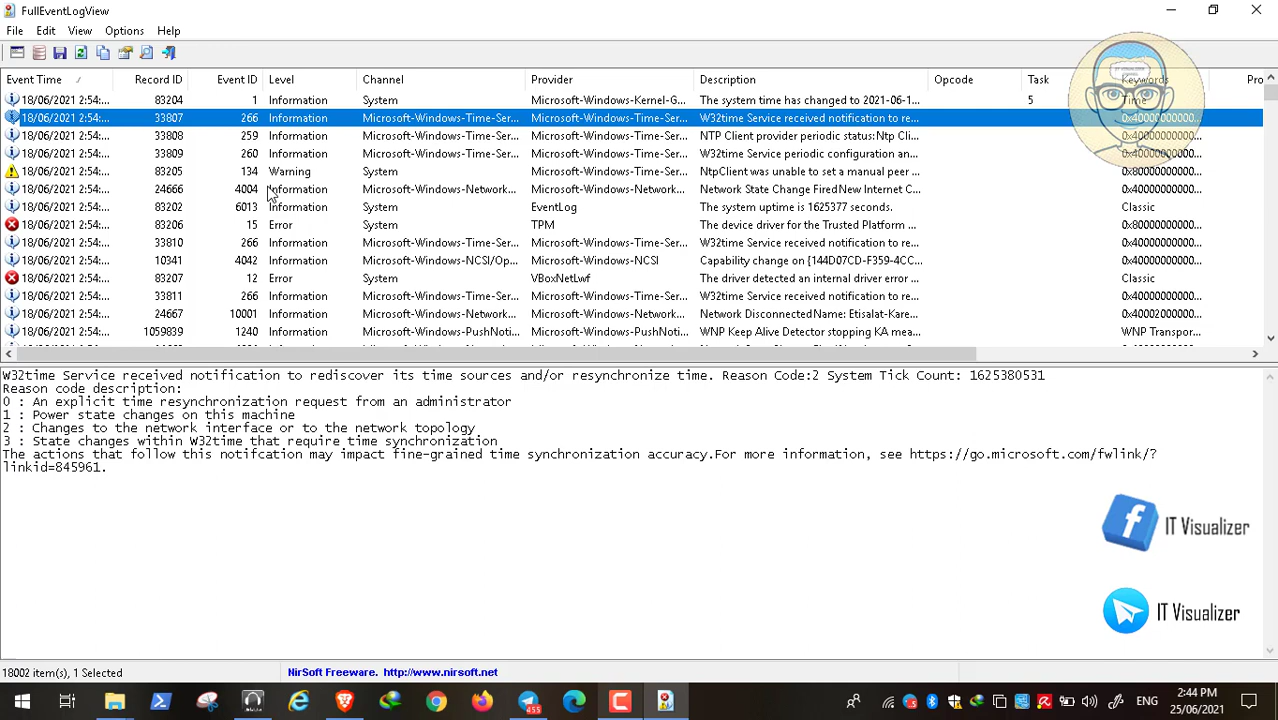 FullEventLogView
File Edit View Options Help
Event Time Record ID Event ID Level Channel Provider Description Opcode Task Keywords Pro
18/06/2021 2:54:... 83204 1 Information System Microsoft-Windows-Kernel-G... The system time has changed to 2021-06-1... 5 Time
18/06/2021 2:54:... 33807 266 Information Microsoft-Windows-Time-Ser... Microsoft-Windows-Time-Ser... W32time Service received notification to re... 0x40000000000...
18/06/2021 2:54:... 33808 259 Information Microsoft-Windows-Time-Ser... Microsoft-Windows-Time-Ser... NTP Client provider periodic status:Ntp Cli... 0x40000000000...
18/06/2021 2:54:... 33809 260 Information Microsoft-Windows-Time-Ser... Microsoft-Windows-Time-Ser... W32time Service periodic configuration an... 0x40000000000...
18/06/2021 2:54:... 83205 134 Warning System Microsoft-Windows-Time-Ser... NtpClient was unable to set a manual peer ... 0x80000000000...
18/06/2021 2:54:... 24666 4004 Information Microsoft-Windows-Network... Microsoft-Windows-Network... Network State Change FiredNew Internet C... 0x40000000000...
18/06/2021 2:54:... 83202 6013 Information System EventLog The system uptime is 1625377 seconds. Classic
18/06/2021 2:54:... 83206 15 Error System TPM The device driver for the Trusted Platform ... 0x80000000000...
18/06/2021 2:54:... 33810 266 Information Microsoft-Windows-Time-Ser... Microsoft-Windows-Time-Ser... W32time Service received notification to re... 0x40000000000...
18/06/2021 2:54:... 10341 4042 Information Microsoft-Windows-NCSI/Op... Microsoft-Windows-NCSI Capability change on {144D07CD-F359-4CC... 0x40000000000...
18/06/2021 2:54:... 83207 12 Error System VBoxNetLwf The driver detected an internal driver error ... Classic
18/06/2021 2:54:... 33811 266 Information Microsoft-Windows-Time-Ser... Microsoft-Windows-Time-Ser... W32time Service received notification to re... 0x40000000000...
18/06/2021 2:54:... 24667 10001 Information Microsoft-Windows-Network... Microsoft-Windows-Network... Network DisconnectedName: Etisalat-Kare... 0x40002000000...
18/06/2021 2:54:... 1059839 1240 Information Microsoft-Windows-PushNoti... Microsoft-Windows-PushNoti... WNP Keep Alive Detector stopping KA mea... WNP Transpor...
W32time Service received notification to rediscover its time sources and/or resynchronize time. Reason Code:2 System Tick Count: 1625380531
Reason code description:
0 : An explicit time resynchronization request from an administrator
1 : Power state changes on this machine
2 : Changes to the network interface or to the network topology
3 : State changes within W32time that require time synchronization
The actions that follow this notifcation may impact fine-grained time synchronization accuracy.For more information, see https://go.microsoft.com/fwlink/?
linkid=845961.
IT Visualizer
IT Visualizer
18002 item(s), 1 Selected NirSoft Freeware. http://www.nirsoft.net
455
ENG
2:44 PM
25/06/2021